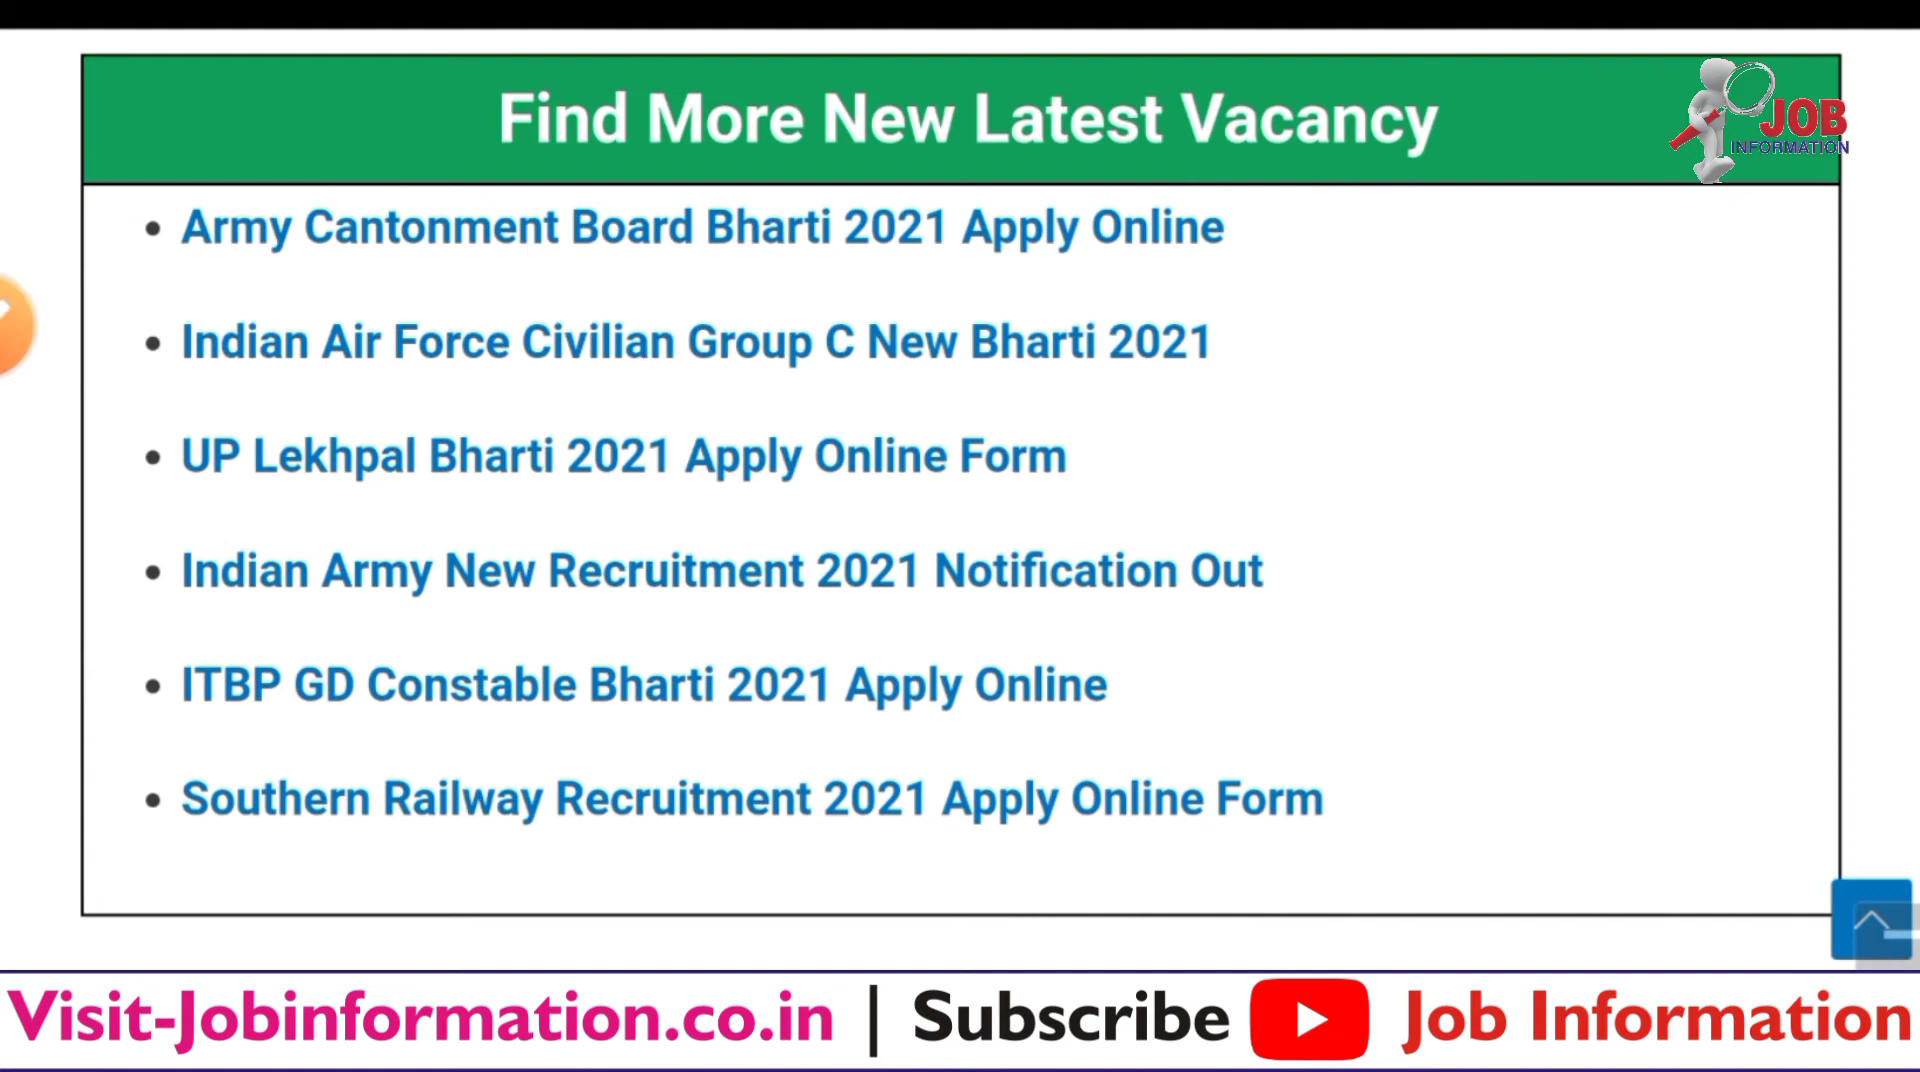 Find More New Latest Vacancy
JOB
INFORMATION
Army Cantonment Board Bharti 2021 Apply Online
Indian Air Force Civilian Group C New Bharti 2021
UP Lekhpal Bharti 2021 Apply Online Form
Indian Army New Recruitment 2021 Notification Out
ITBP GD Constable Bharti 2021 Apply Online
Southern Railway Recruitment 2021 Apply Online Form
Visit-Jobinformation.co.in | Subscribe Job Information